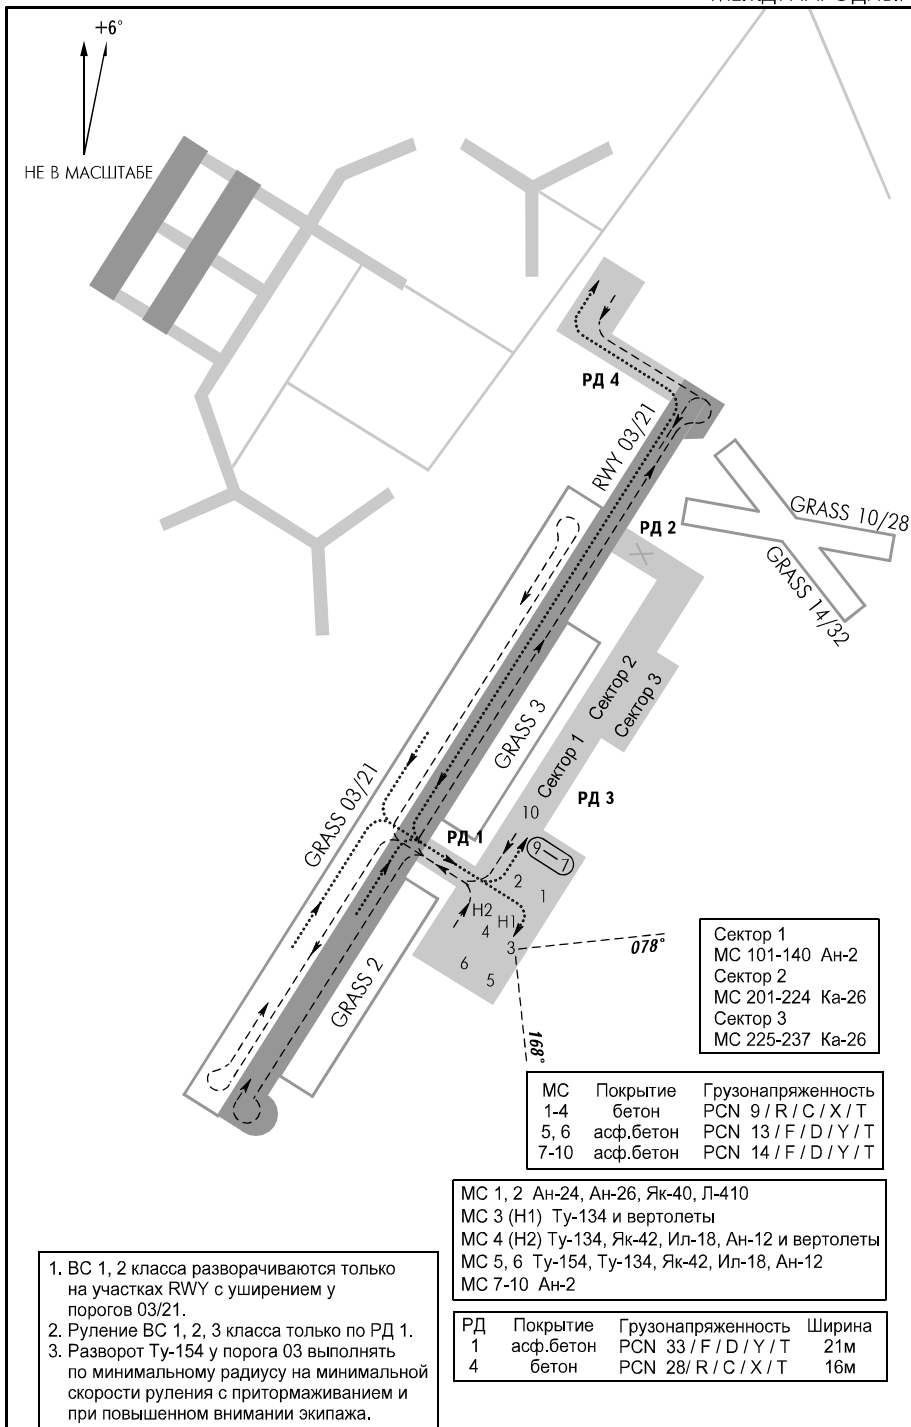 +6°
НЕ В МАСШТАБЕ
РД 4
RWY 03/21
РД 2
GRASS 10/28
GRASS 14/32
Сектор 2
Сектор 3
GRASS 3
Сектор 1
РД 3
10
GRASS 03/21
РД 1
9 — 7
2
1
H2
H1
4
3
078°
6
5
GRASS 2
168°
Сектор 1
МС 101-140 Ан-2
Сектор 2
МС 201-224 Ка-26
Сектор 3
МС 225-237 Ка-26
МС Покрытие Грузонапряженность
1-4 бетон PCN 9 / R / C / X / T
5, 6 асф.бетон PCN 13 / F / D / Y / T
7-10 асф.бетон PCN 14 / F / D / Y / T
МС 1, 2 Ан-24, Ан-26, Як-40, Л-410
МС 3 (Н1) Ту-134 и вертолеты
МС 4 (Н2) Ту-134, Як-42, Ил-18, Ан-12 и вертолеты
МС 5, 6 Ту-154, Ту-134, Як-42, Ил-18, Ан-12
МС 7-10 Ан-2
1. ВС 1, 2 класса разворачиваются только
на участках RWY с уширением у
порогов 03/21.
2. Руление ВС 1, 2, 3 класса только по РД 1.
3. Разворот Ту-154 у порога 03 выполнять
по минимальному радиусу на минимальной
скорости руления с притормаживанием и
при повышенном внимании экипажа.
РД Покрытие Грузонапряженность Ширина
1 асф.бетон PCN 33 / F / D / Y / T 21м
4 бетон PCN 28/ R / C / X / T 16м